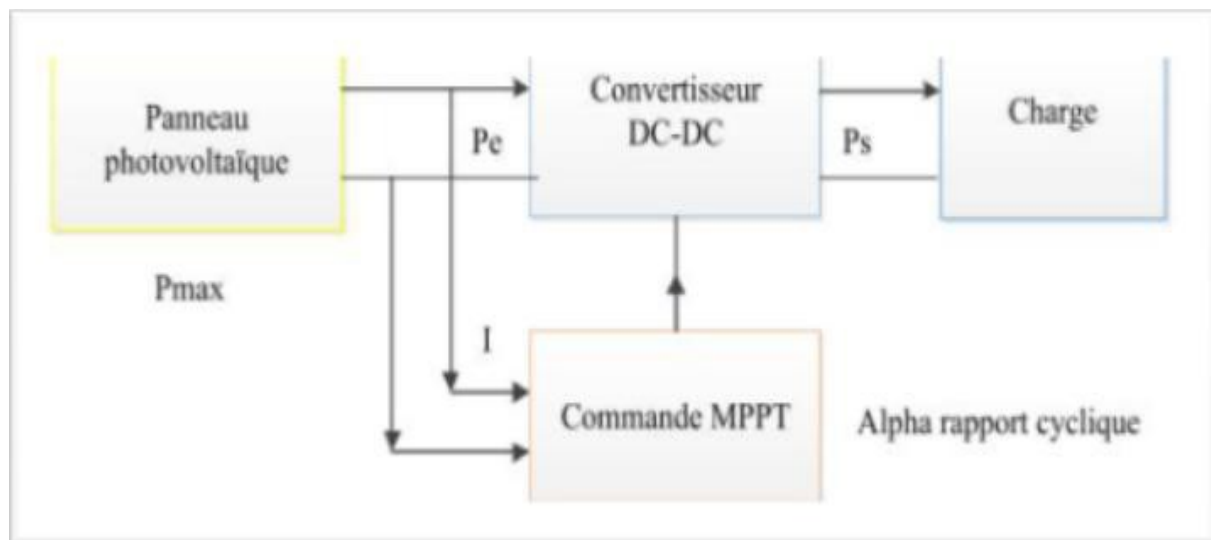 Panneau
photovoltaïque
Convertisseur
DC-DC
Charge
Pe
Ps
Pmax
I
Commande MPPT
Alpha rapport cyclique